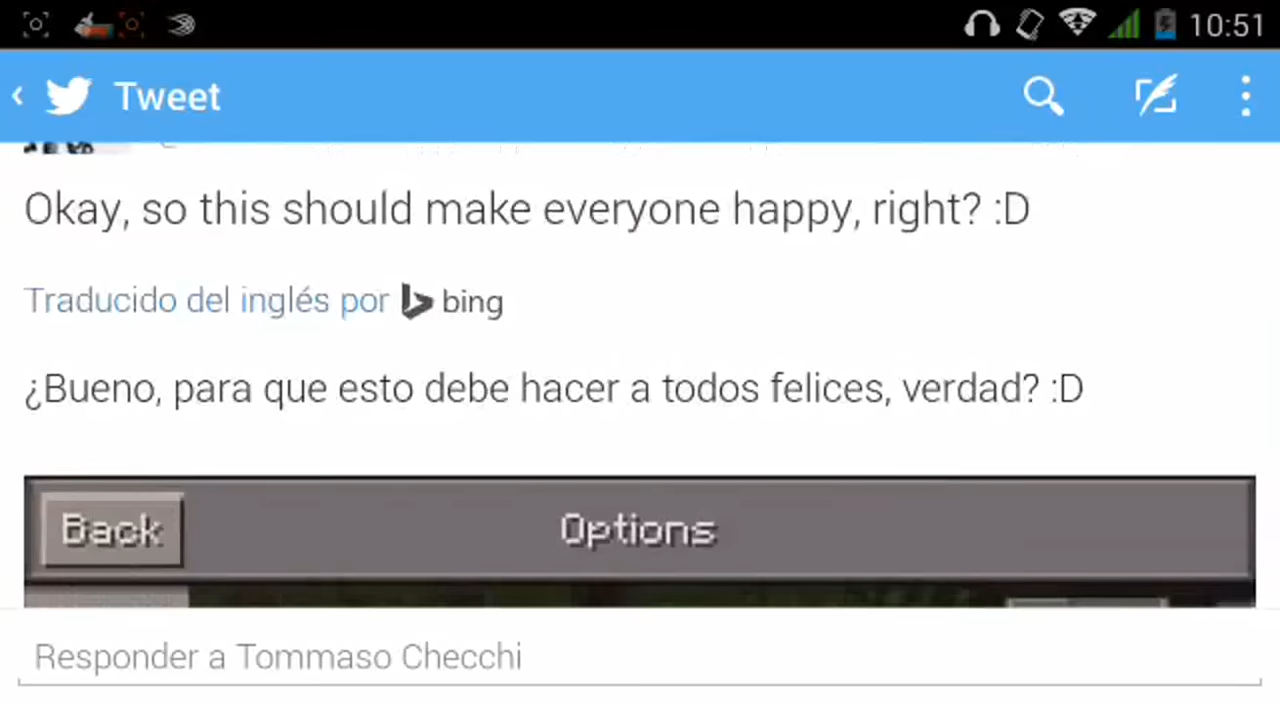 10:51
Tweet
Okay, so this should make everyone happy, right? :D
Traducido del inglés por bing
¿Bueno, para que esto debe hacer a todos felices, verdad? :D
Back Options
Responder a Tommaso Checchi